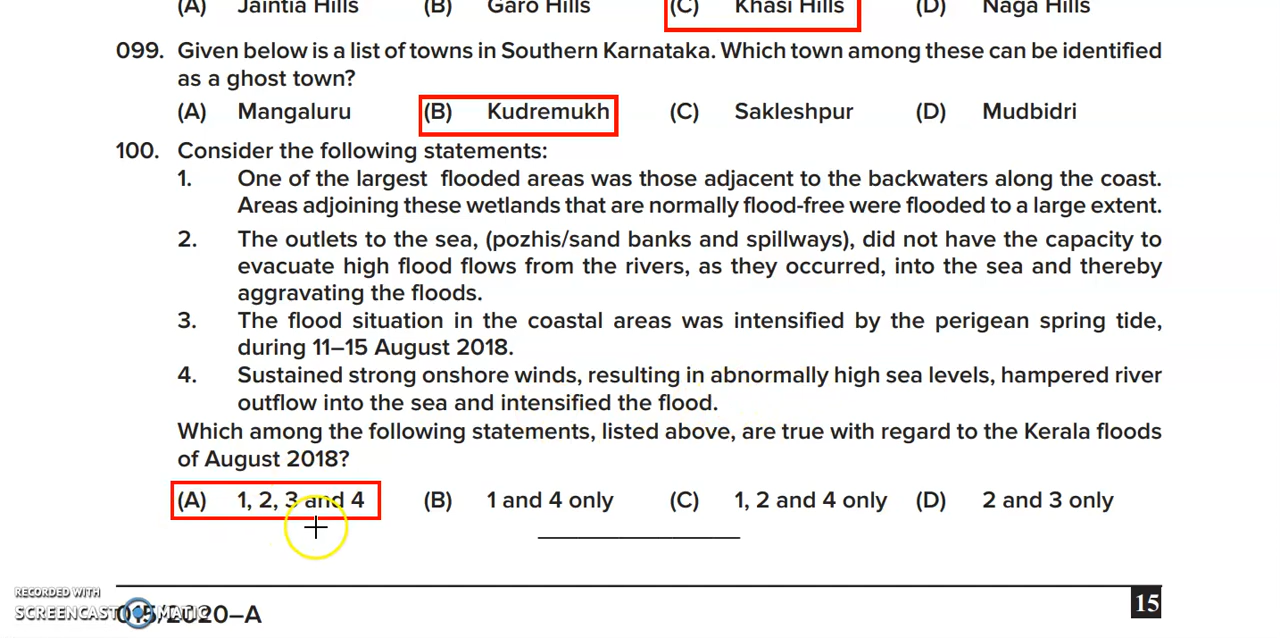 (A) Jaintia Hills (B) Garo Hills (C) Khasi Hills (D) Naga Hills
099. Given below is a list of towns in Southern Karnataka. Which town among these can be identified
as a ghost town?
(A) Mangaluru (B) Kudremukh (C) Sakleshpur (D) Mudbidri
100. Consider the following statements:
1. One of the largest flooded areas was those adjacent to the backwaters along the coast.
Areas adjoining these wetlands that are normally flood-free were flooded to a large extent.
2. The outlets to the sea, (pozhis/sand banks and spillways), did not have the capacity to
evacuate high flood flows from the rivers, as they occurred, into the sea and thereby
aggravating the floods.
3. The flood situation in the coastal areas was intensified by the perigean spring tide,
during 11–15 August 2018.
4. Sustained strong onshore winds, resulting in abnormally high sea levels, hampered river
outflow into the sea and intensified the flood.
Which among the following statements, listed above, are true with regard to the Kerala floods
of August 2018?
(A) 1, 2, 3 and 4 (B) 1 and 4 only (C) 1, 2 and 4 only (D) 2 and 3 only
RECORDED WITH
SCREENCAST MATIC
015/2020–A
15